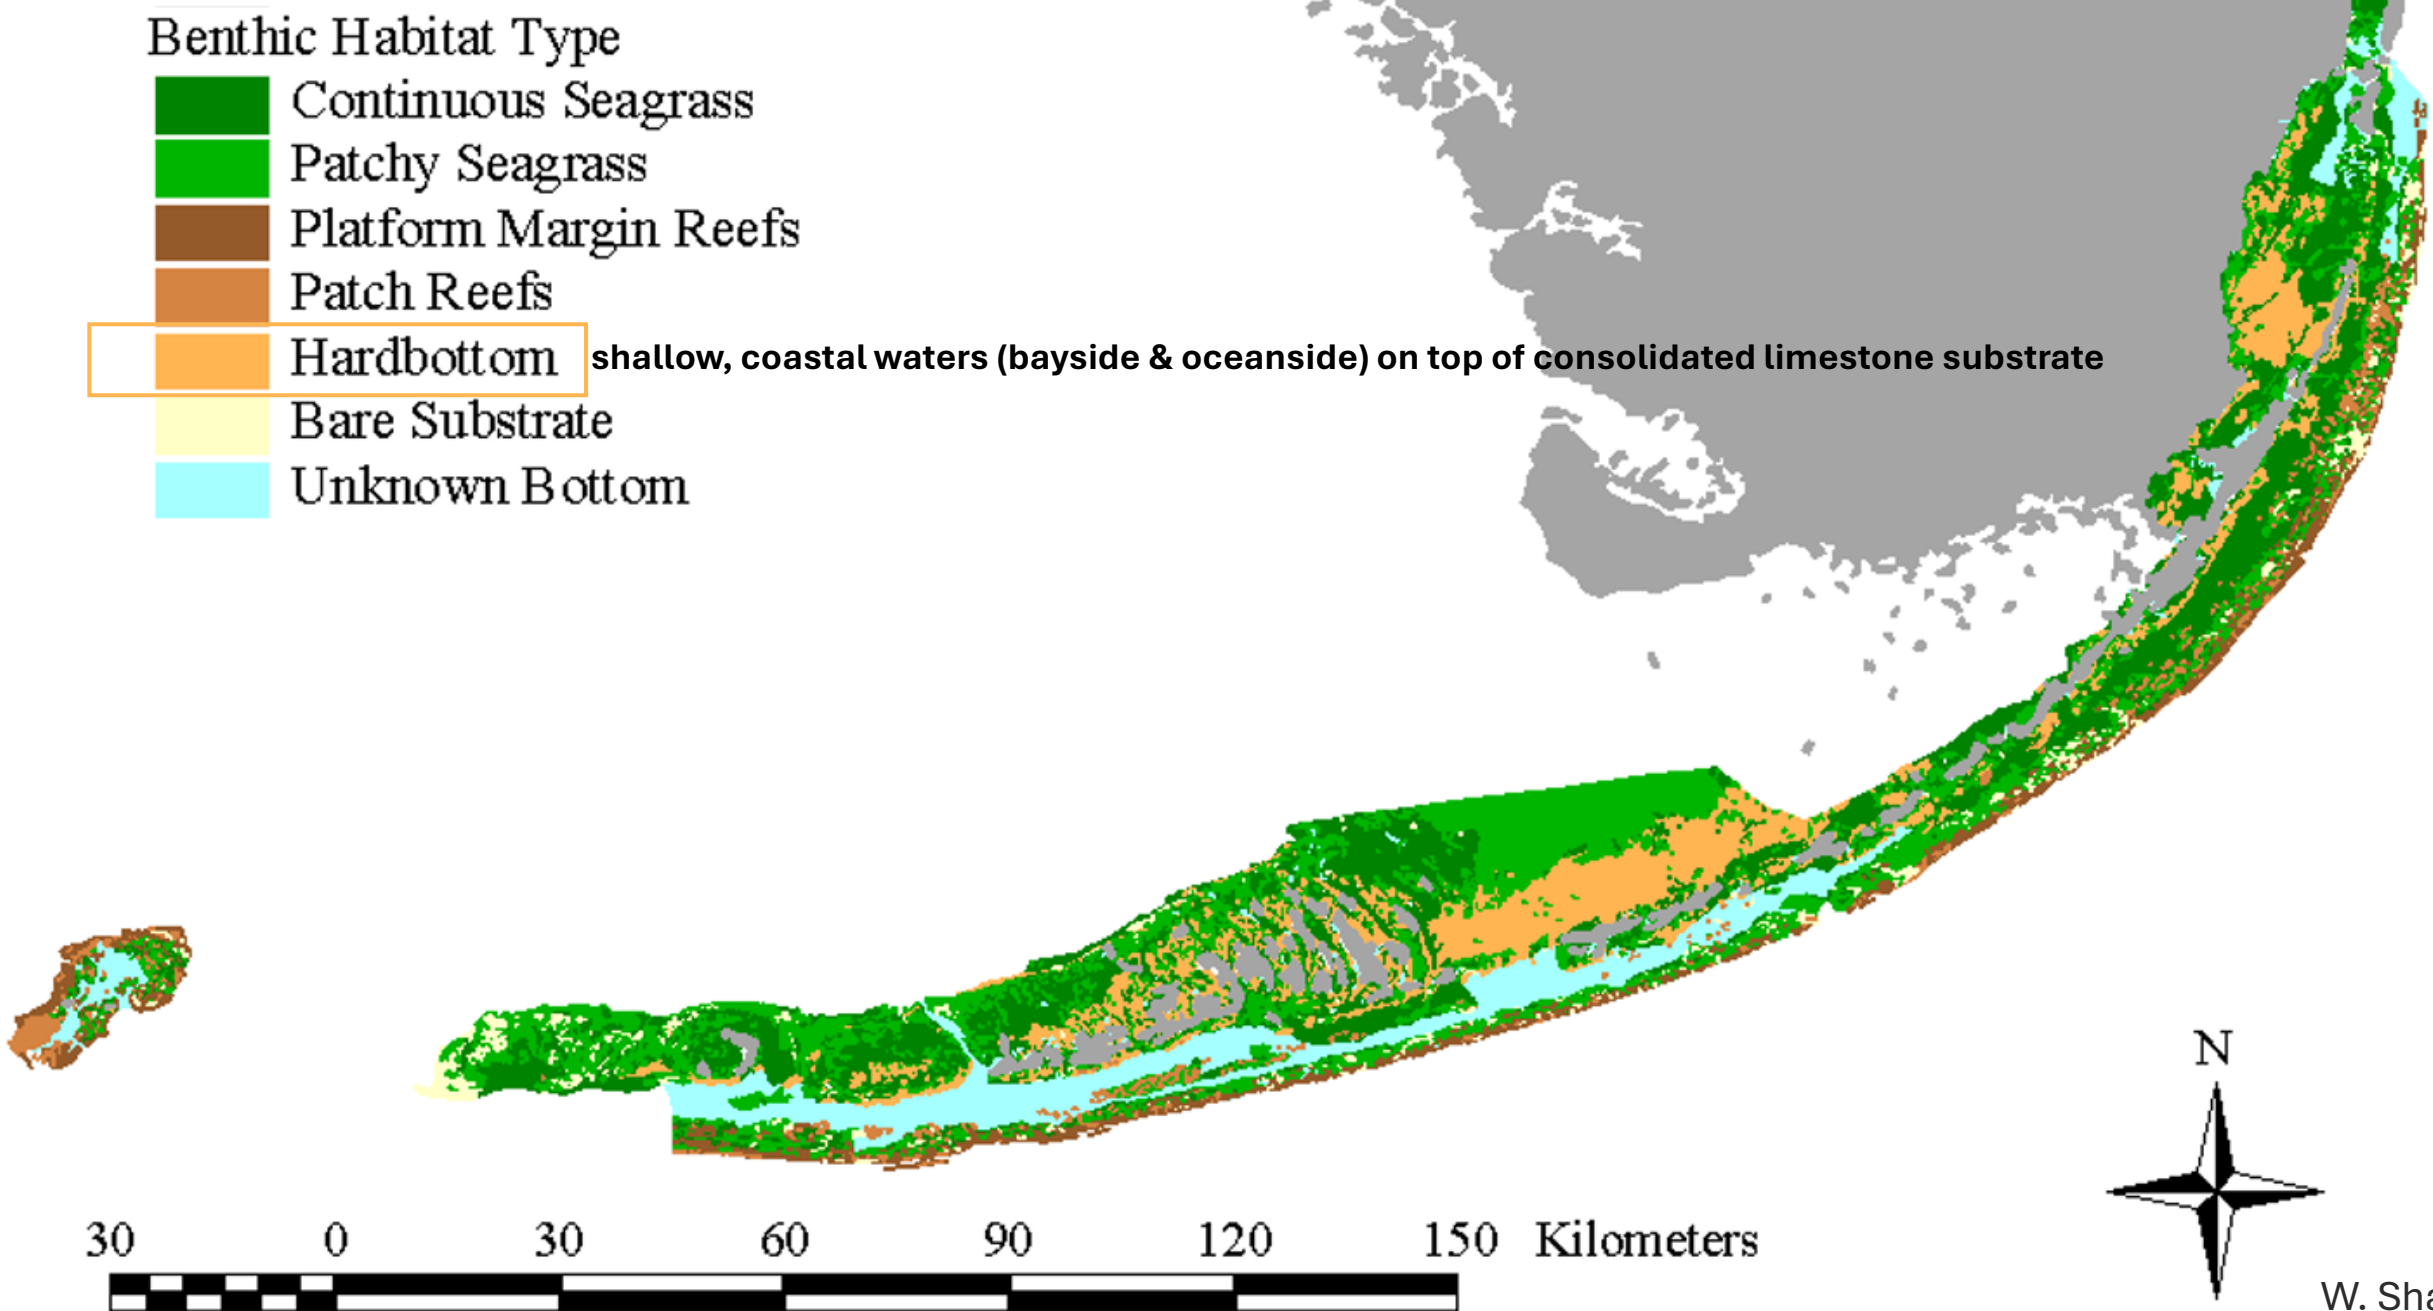 Benthic Habitat Type
Continuous Seagrass
Patchy Seagrass
Platform Margin Reefs
Patch Reefs
Hardbottom shallow, coastal waters (bayside & oceanside) on top of consolidated limestone substrate
Bare Substrate
Unknown Bottom
N
30 0 30 60 90 120 150 Kilometers
W.